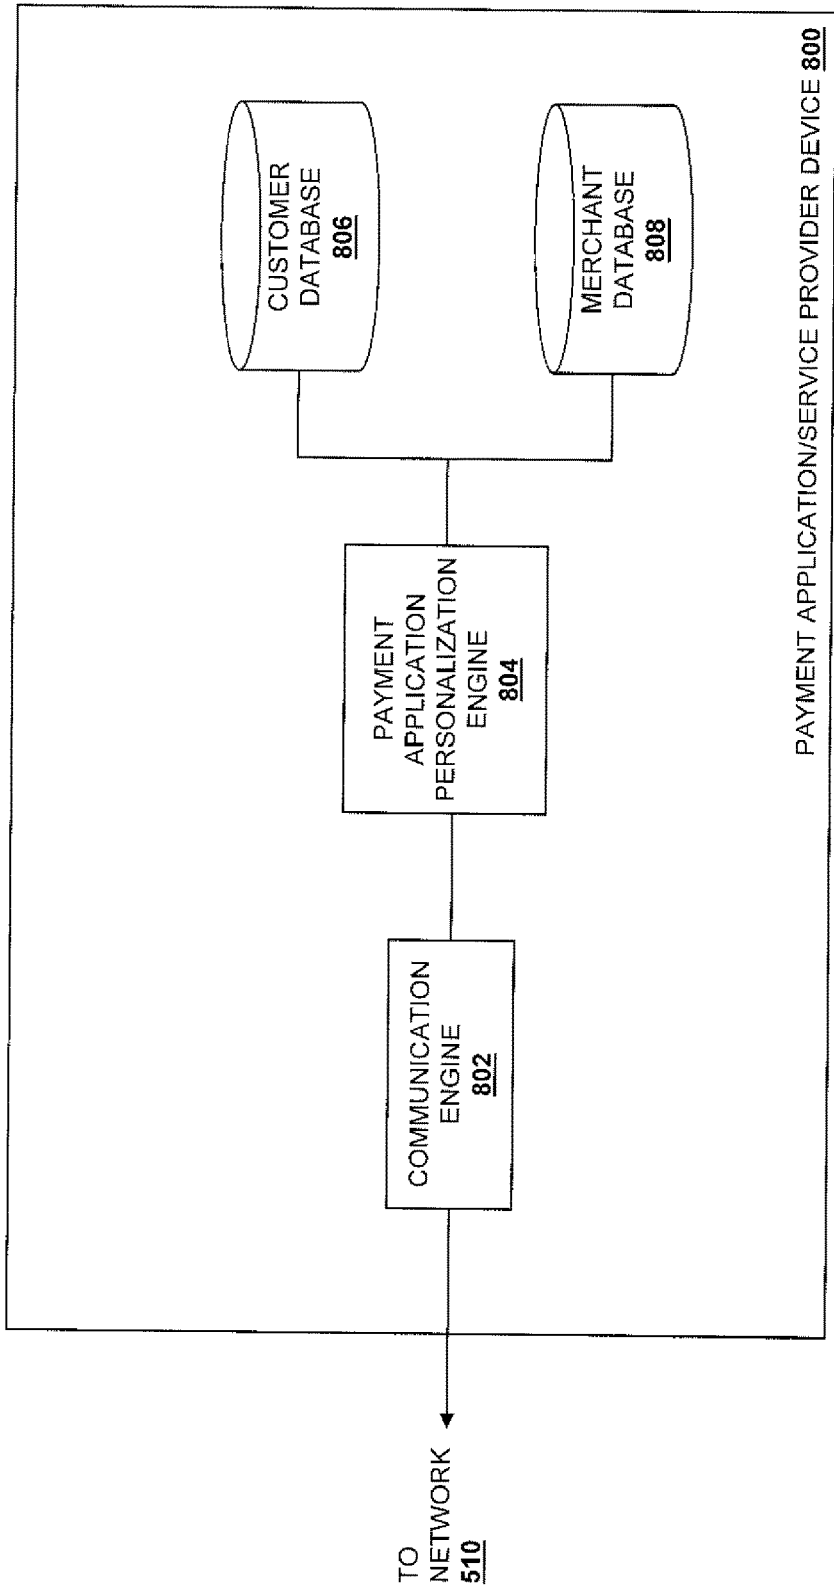 TO
NETWORK
510
COMMUNICATION
ENGINE
802
PAYMENT
APPLICATION
PERSONALIZATION
ENGINE
804
CUSTOMER
DATABASE
806
MERCHANT
DATABASE
808
PAYMENT APPLICATION/SERVICE PROVIDER DEVICE 800